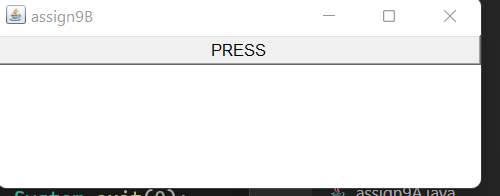 assign9B
PRESS
System.exit(0);
assign9A.java